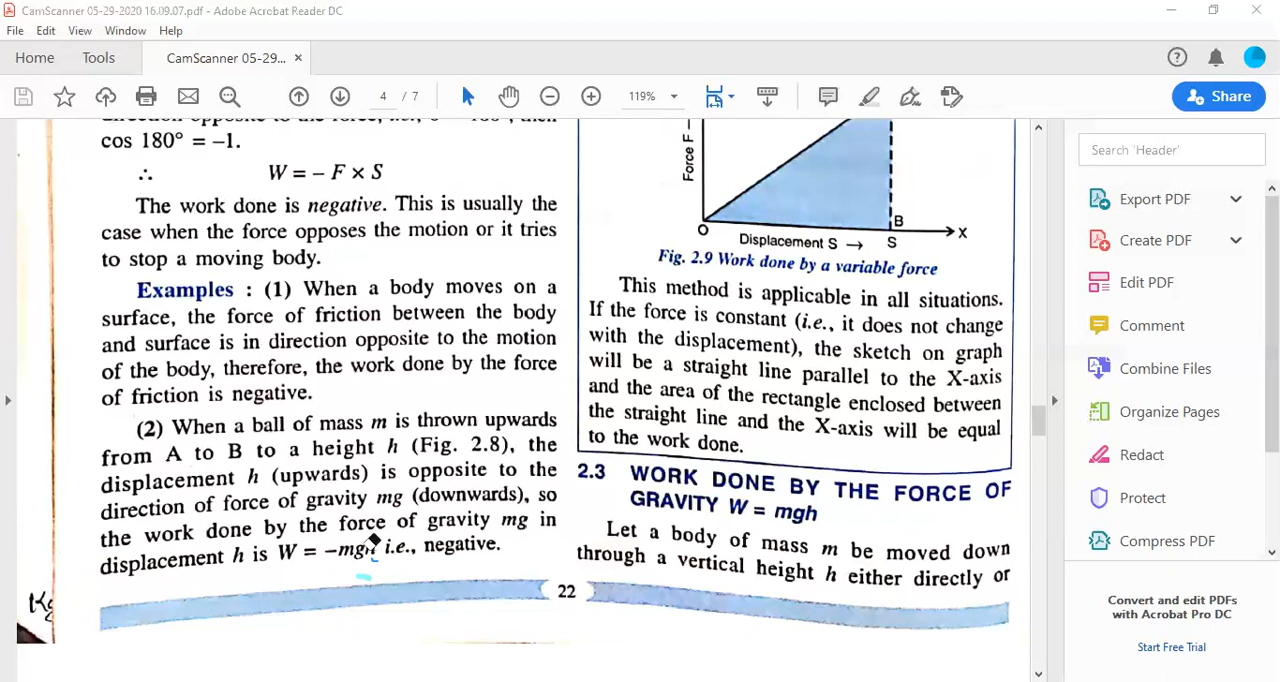 CamScanner 05-29-2020 16.09.07.pdf - Adobe Acrobat Reader DC
File Edit View Window Help
Home Tools CamScanner 05-29... ×
4 / 7 119% Share
cos 180° = –1.
∴ W = – F × S
The work done is negative. This is usually the
case when the force opposes the motion or it tries
to stop a moving body.
Examples : (1) When a body moves on a
surface, the force of friction between the body
and surface is in direction opposite to the motion
of the body, therefore, the work done by the force
of friction is negative.
(2) When a ball of mass m is thrown upwards
from A to B to a height h (Fig. 2.8), the
displacement h (upwards) is opposite to the
direction of force of gravity mg (downwards), so
the work done by the force of gravity mg in
displacement h is W = –mgh i.e., negative.
Force F
O
B
X
Displacement S → S
Fig. 2.9 Work done by a variable force
This method is applicable in all situations.
If the force is constant (i.e., it does not change
with the displacement), the sketch on graph
will be a straight line parallel to the X-axis
and the area of the rectangle enclosed between
the straight line and the X-axis will be equal
to the work done.
2.3 WORK DONE BY THE FORCE OF
GRAVITY W = mgh
Let a body of mass m be moved down
through a vertical height h either directly or
22
Search 'Header'
Export PDF
Create PDF
Edit PDF
Comment
Combine Files
Organize Pages
Redact
Protect
Compress PDF
Convert and edit PDFs
with Acrobat Pro DC
Start Free Trial